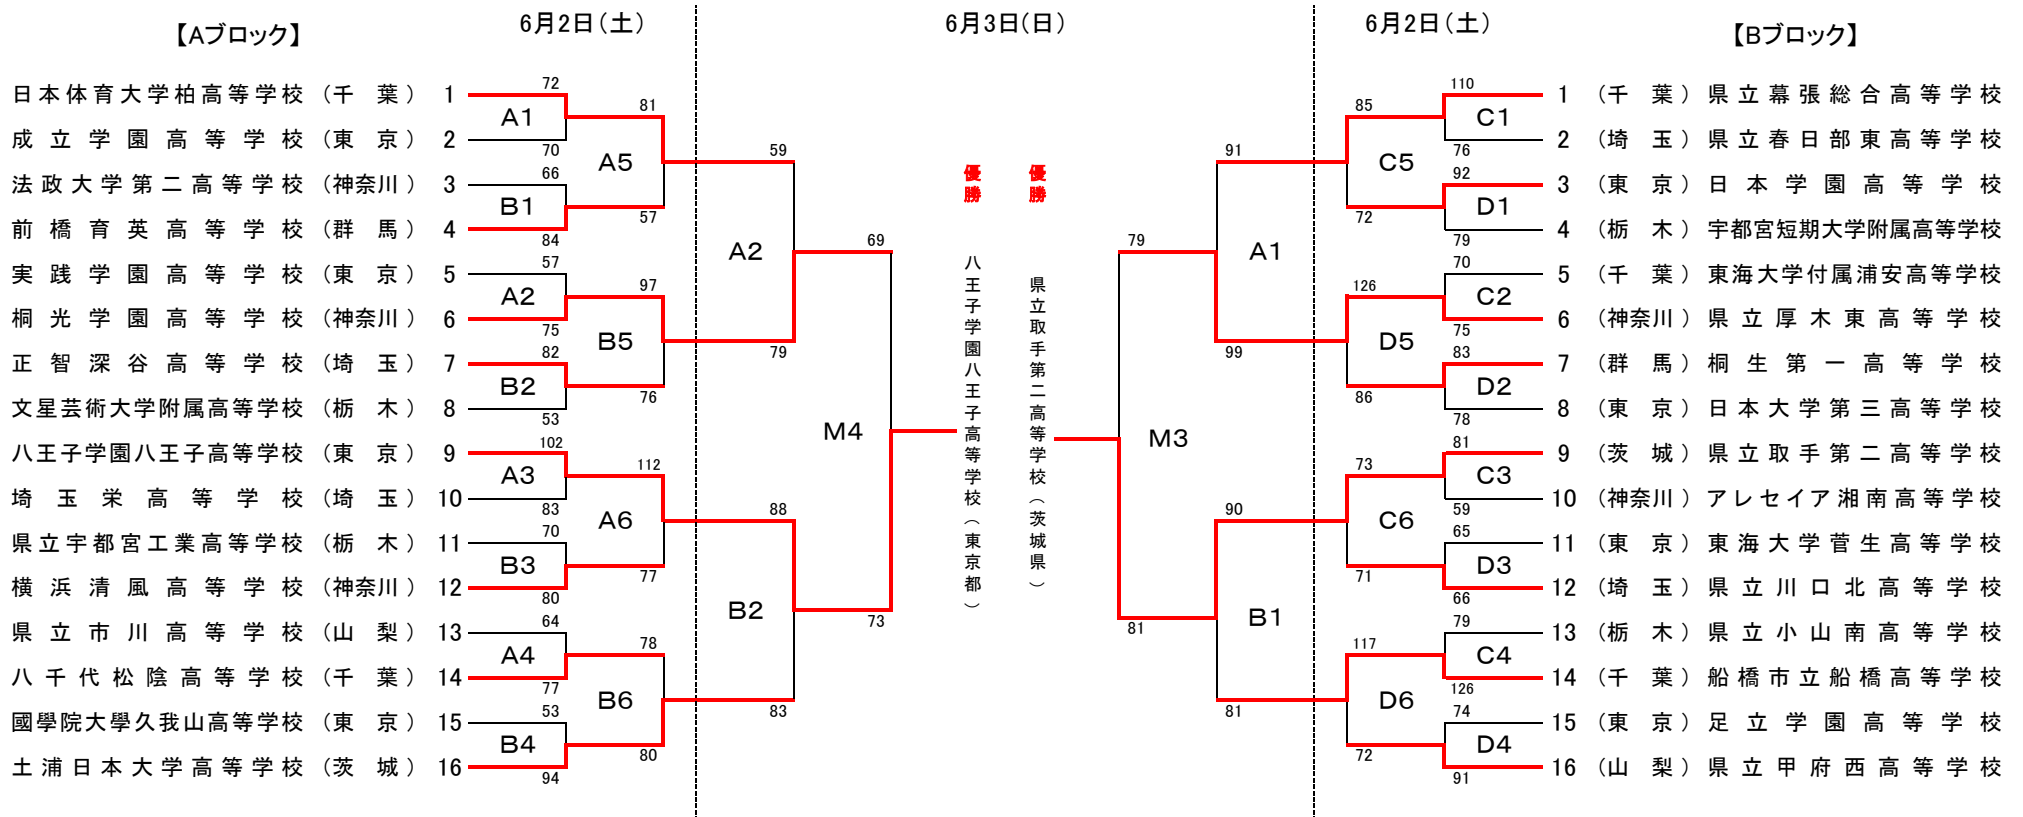 【Aブロック】
6月2日(土)
6月3日(日)
6月2日(土)
【Bブロック】
日本体育大学柏高等学校 (千 葉) 1
成立学園高等学校 (東 京) 2
法政大学第二高等学校 (神奈川) 3
前橋育英高等学校 (群 馬) 4
実践学園高等学校 (東 京) 5
桐光学園高等学校 (神奈川) 6
正智深谷高等学校 (埼 玉) 7
文星芸術大学附属高等学校 (栃 木) 8
八王子学園八王子高等学校 (東 京) 9
埼玉栄高等学校 (埼 玉) 10
県立宇都宮工業高等学校 (栃 木) 11
横浜清風高等学校 (神奈川) 12
県立市川高等学校 (山 梨) 13
八千代松陰高等学校 (千 葉) 14
國學院大學久我山高等学校 (東 京) 15
土浦日本大学高等学校 (茨 城) 16
72
A1
70
66
B1
84
57
A2
75
82
B2
53
102
A3
83
70
B3
80
64
A4
77
53
B4
94
81
A5
57
97
B5
76
112
A6
77
78
B6
80
59
A2
79
88
B2
83
69
M4
73
優勝
八王子学園八王子高等学校(東京都)
優勝
県立取手第二高等学校(茨城県)
79
M3
81
91
A1
99
90
B1
81
85
C5
72
126
D5
86
73
C6
71
117
D6
72
110
C1
76
92
D1
79
70
C2
75
83
D2
78
81
C3
59
65
D3
66
79
C4
126
74
D4
91
1 (千 葉) 県立幕張総合高等学校
2 (埼 玉) 県立春日部東高等学校
3 (東 京) 日本学園高等学校
4 (栃 木) 宇都宮短期大学附属高等学校
5 (千 葉) 東海大学付属浦安高等学校
6 (神奈川) 県立厚木東高等学校
7 (群 馬) 桐生第一高等学校
8 (東 京) 日本大学第三高等学校
9 (茨 城) 県立取手第二高等学校
10 (神奈川) アレセイア湘南高等学校
11 (東 京) 東海大学菅生高等学校
12 (埼 玉) 県立川口北高等学校
13 (栃 木) 県立小山南高等学校
14 (千 葉) 船橋市立船橋高等学校
15 (東 京) 足立学園高等学校
16 (山 梨) 県立甲府西高等学校